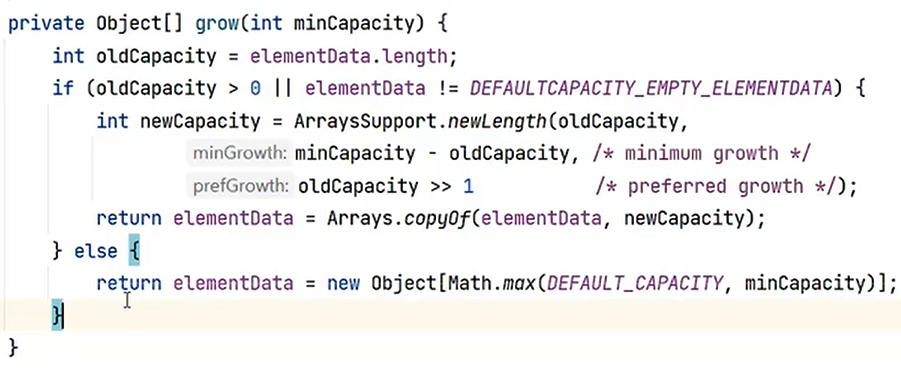 private Object[] grow(int minCapacity) {
int oldCapacity = elementData.length;
if (oldCapacity > 0 || elementData != DEFAULTCAPACITY_EMPTY_ELEMENTDATA) {
int newCapacity = ArraysSupport.newLength(oldCapacity,
minGrowth: minCapacity - oldCapacity, /* minimum growth */
prefGrowth: oldCapacity >> 1 /* preferred growth */);
return elementData = Arrays.copyOf(elementData, newCapacity);
} else {
return elementData = new Object[Math.max(DEFAULT_CAPACITY, minCapacity)];
}
}